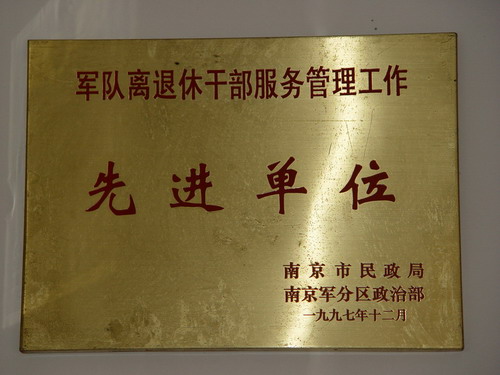 军队离退休干部服务管理工作
先进单位
南京市民政局
南京军分区政治部
一九九七年十二月